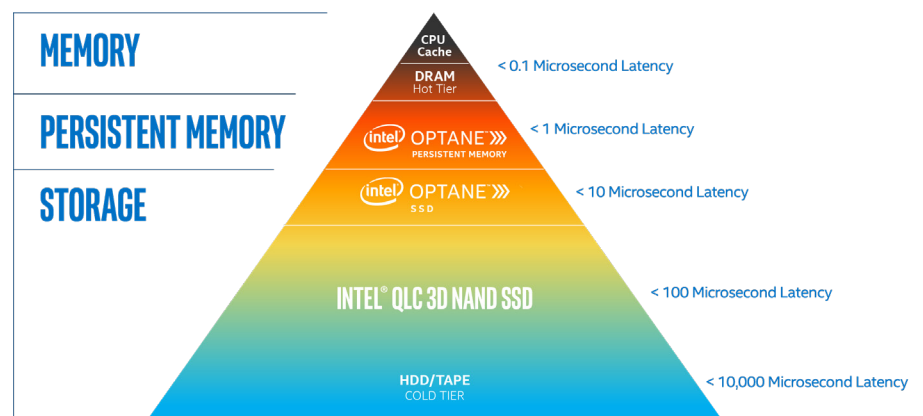 MEMORY
PERSISTENT MEMORY
STORAGE
CPU
Cache
DRAM
Hot Tier
intel OPTANE™
PERSISTENT MEMORY
intel OPTANE™
SSD
INTEL® QLC 3D NAND SSD
HDD/TAPE
COLD TIER
< 0.1 Microsecond Latency
< 1 Microsecond Latency
< 10 Microsecond Latency
< 100 Microsecond Latency
< 10,000 Microsecond Latency